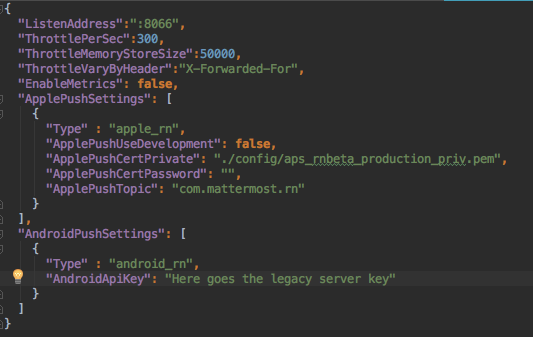 {
"ListenAddress":":8066",
"ThrottlePerSec":300,
"ThrottleMemoryStoreSize":50000,
"ThrottleVaryByHeader":"X-Forwarded-For",
"EnableMetrics": false,
"ApplePushSettings": [
{
"Type" : "apple_rn",
"ApplePushUseDevelopment": false,
"ApplePushCertPrivate": "./config/aps_rnbeta_production_priv.pem",
"ApplePushCertPassword": "",
"ApplePushTopic": "com.mattermost.rn"
}
],
"AndroidPushSettings": [
{
"Type" : "android_rn",
"AndroidApiKey": "Here goes the legacy server key"
}
]
}